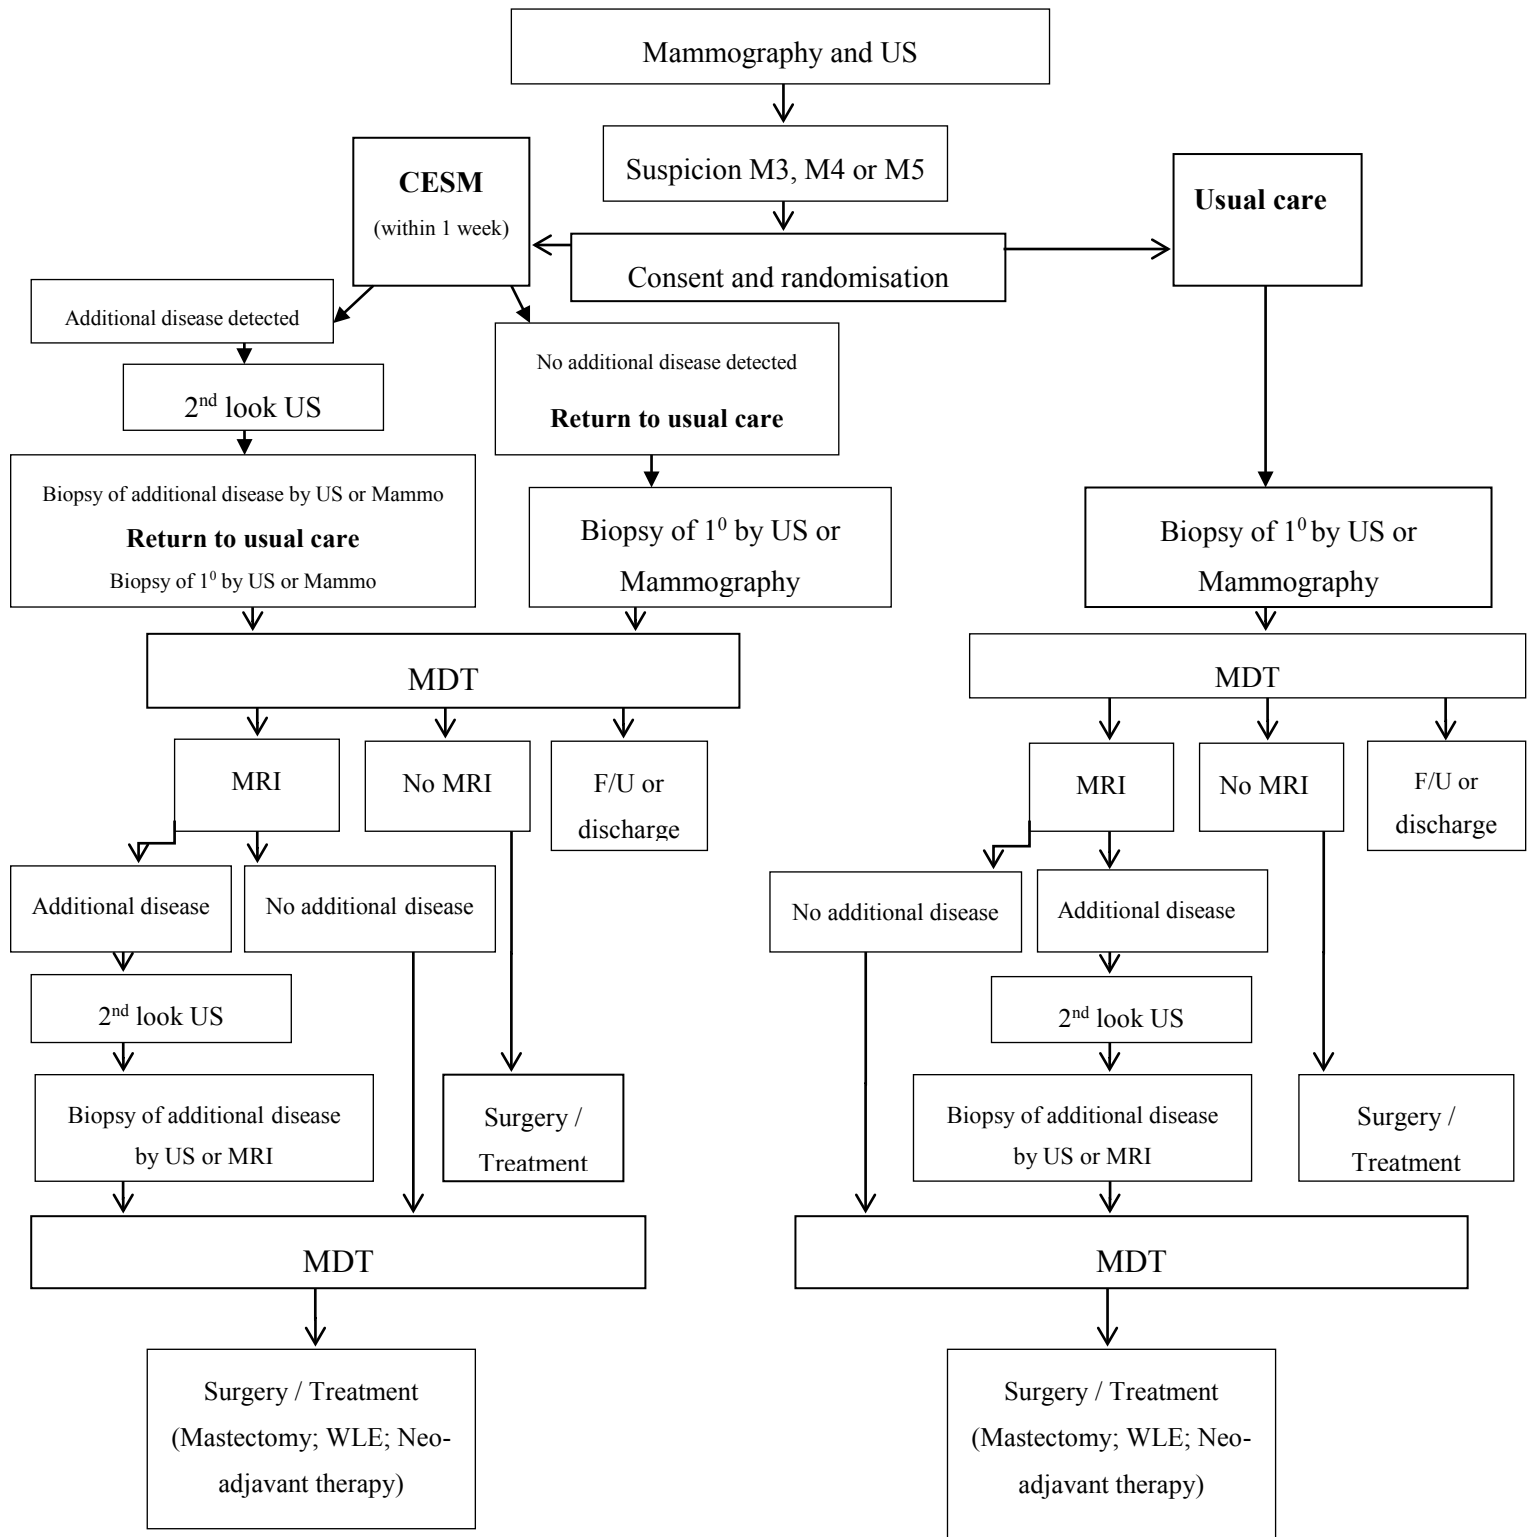 Mammography and US
Suspicion M3, M4 or M5
CESM
(within 1 week)
Usual care
Consent and randomisation
Additional disease detected
No additional disease detected
Return to usual care
2nd look US
Biopsy of additional disease by US or Mammo
Return to usual care
Biopsy of 1⁰ by US or Mammo
Biopsy of 1⁰ by US or
Mammography
Biopsy of 1⁰ by US or
Mammography
MDT
MDT
MRI
No MRI
F/U or
discharge
MRI
No MRI
F/U or
discharge
Additional disease
No additional disease
No additional disease
Additional disease
2nd look US
2nd look US
Biopsy of additional disease
by US or MRI
Surgery /
Treatment
Biopsy of additional disease
by US or MRI
Surgery /
Treatment
MDT
MDT
Surgery / Treatment
(Mastectomy; WLE; Neo-
adjavant therapy)
Surgery / Treatment
(Mastectomy; WLE; Neo-
adjavant therapy)